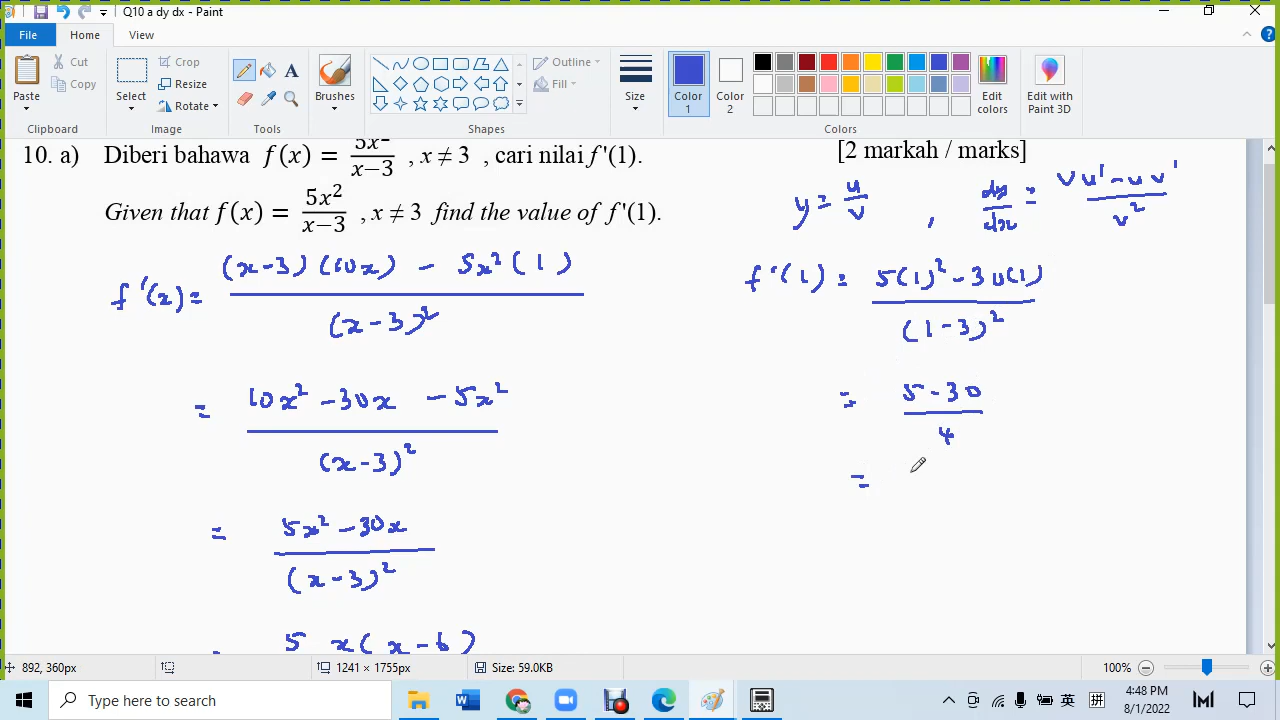 Q10 a dy dx - Paint
File Home View
Paste
Cut
Copy
Clipboard
Select
Crop
Resize
Rotate
Image
Tools
Brushes
Outline
Fill
Shapes
Size
Color 1
Color 2
Edit colors
Colors
Edit with Paint 3D
10. a) Diberi bahawa f(x) = 5x²/(x−3) , x ≠ 3 , cari nilai f'(1). [2 markah / marks]
Given that f(x) = 5x²/(x−3) , x ≠ 3 find the value of f'(1).
y = u/v , dy/dx = (vu' − uv')/v²
f'(x) = ((x−3)(10x) − 5x²(1))/(x−3)²
= (10x² − 30x − 5x²)/(x−3)²
= (5x² − 30x)/(x−3)²
5x(x−6)
f'(1) = (5(1)² − 30(1))/(1−3)²
= (5−30)/4
=
892, 360px
1241 × 1755px
Size: 59.0KB
100%
Type here to search
英
拼
4:48 PM
8/1/2022